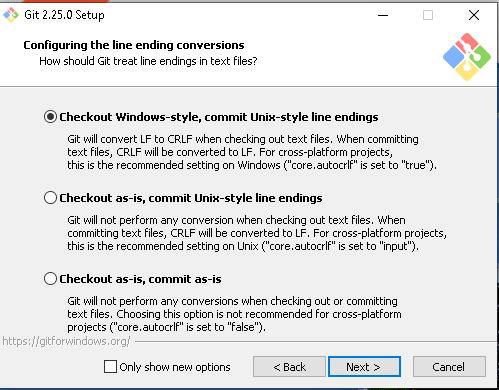 Git 2.25.0 Setup
Configuring the line ending conversions
How should Git treat line endings in text files?
Checkout Windows-style, commit Unix-style line endings
Git will convert LF to CRLF when checking out text files. When committing
text files, CRLF will be converted to LF. For cross-platform projects,
this is the recommended setting on Windows ("core.autocrlf" is set to "true").
Checkout as-is, commit Unix-style line endings
Git will not perform any conversion when checking out text files. When
committing text files, CRLF will be converted to LF. For cross-platform projects,
this is the recommended setting on Unix ("core.autocrlf" is set to "input").
Checkout as-is, commit as-is
Git will not perform any conversions when checking out or committing
text files. Choosing this option is not recommended for cross-platform
projects ("core.autocrlf" is set to "false").
https://gitforwindows.org/
Only show new options
< Back
Next >
Cancel